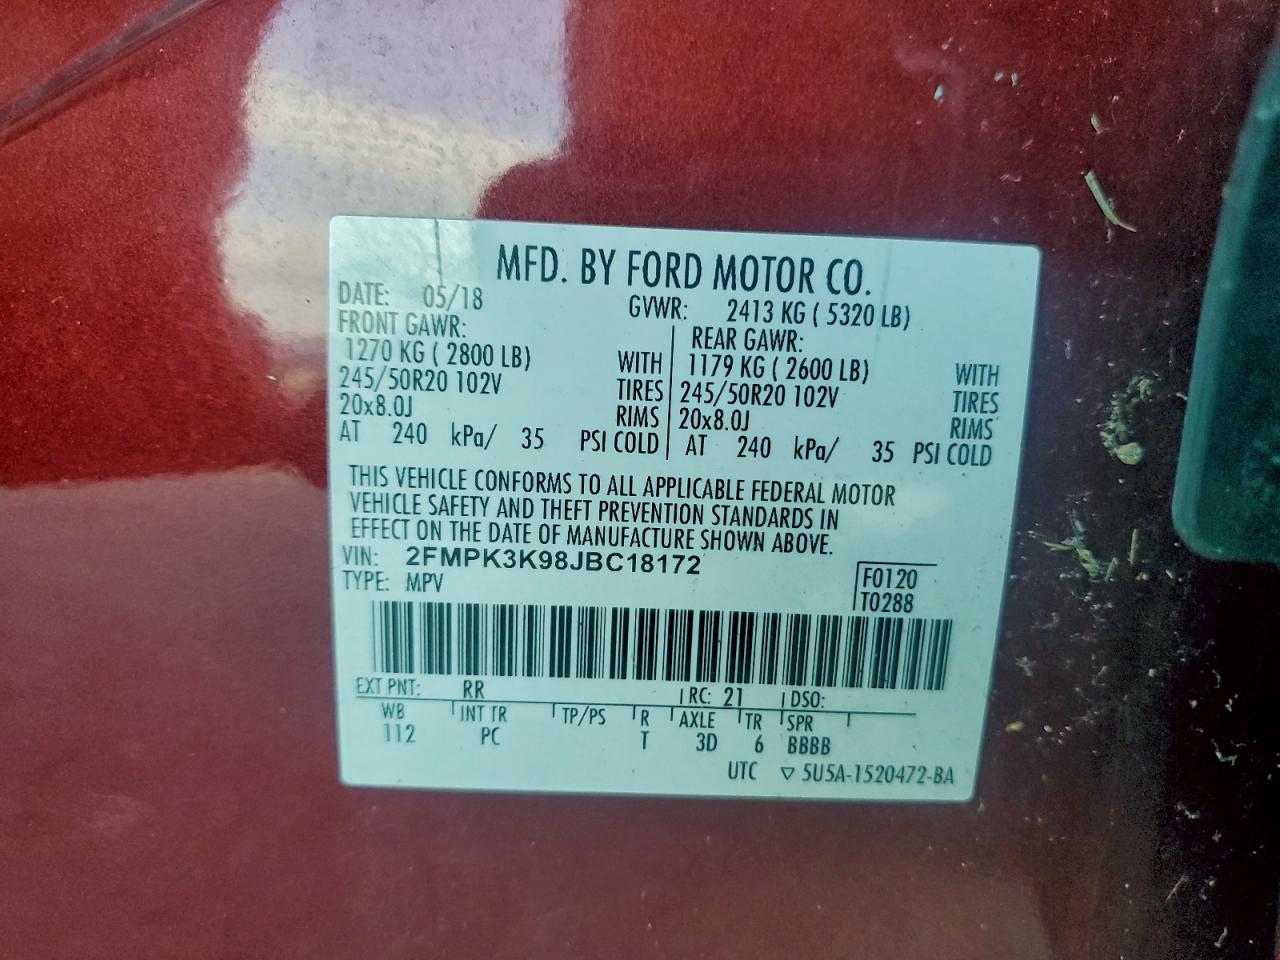 MFD. BY FORD MOTOR CO.
DATE: 05/18 GVWR: 2413 KG ( 5320 LB)
FRONT GAWR: REAR GAWR:
1270 KG ( 2800 LB) WITH 1179 KG ( 2600 LB) WITH
245/50R20 102V TIRES 245/50R20 102V TIRES
20x8.0J RIMS 20x8.0J RIMS
AT 240 kPa/ 35 PSI COLD AT 240 kPa/ 35 PSI COLD
THIS VEHICLE CONFORMS TO ALL APPLICABLE FEDERAL MOTOR
VEHICLE SAFETY AND THEFT PREVENTION STANDARDS IN
EFFECT ON THE DATE OF MANUFACTURE SHOWN ABOVE.
VIN: 2FMPK3K98JBC18172
TYPE: MPV
F0120
T0288
EXT PNT: RR RC: 21 DSO:
WB INT TR TP/PS R AXLE TR SPR
112 PC T 3D 6 BBBB
UTC ▽ 5U5A-1520472-BA